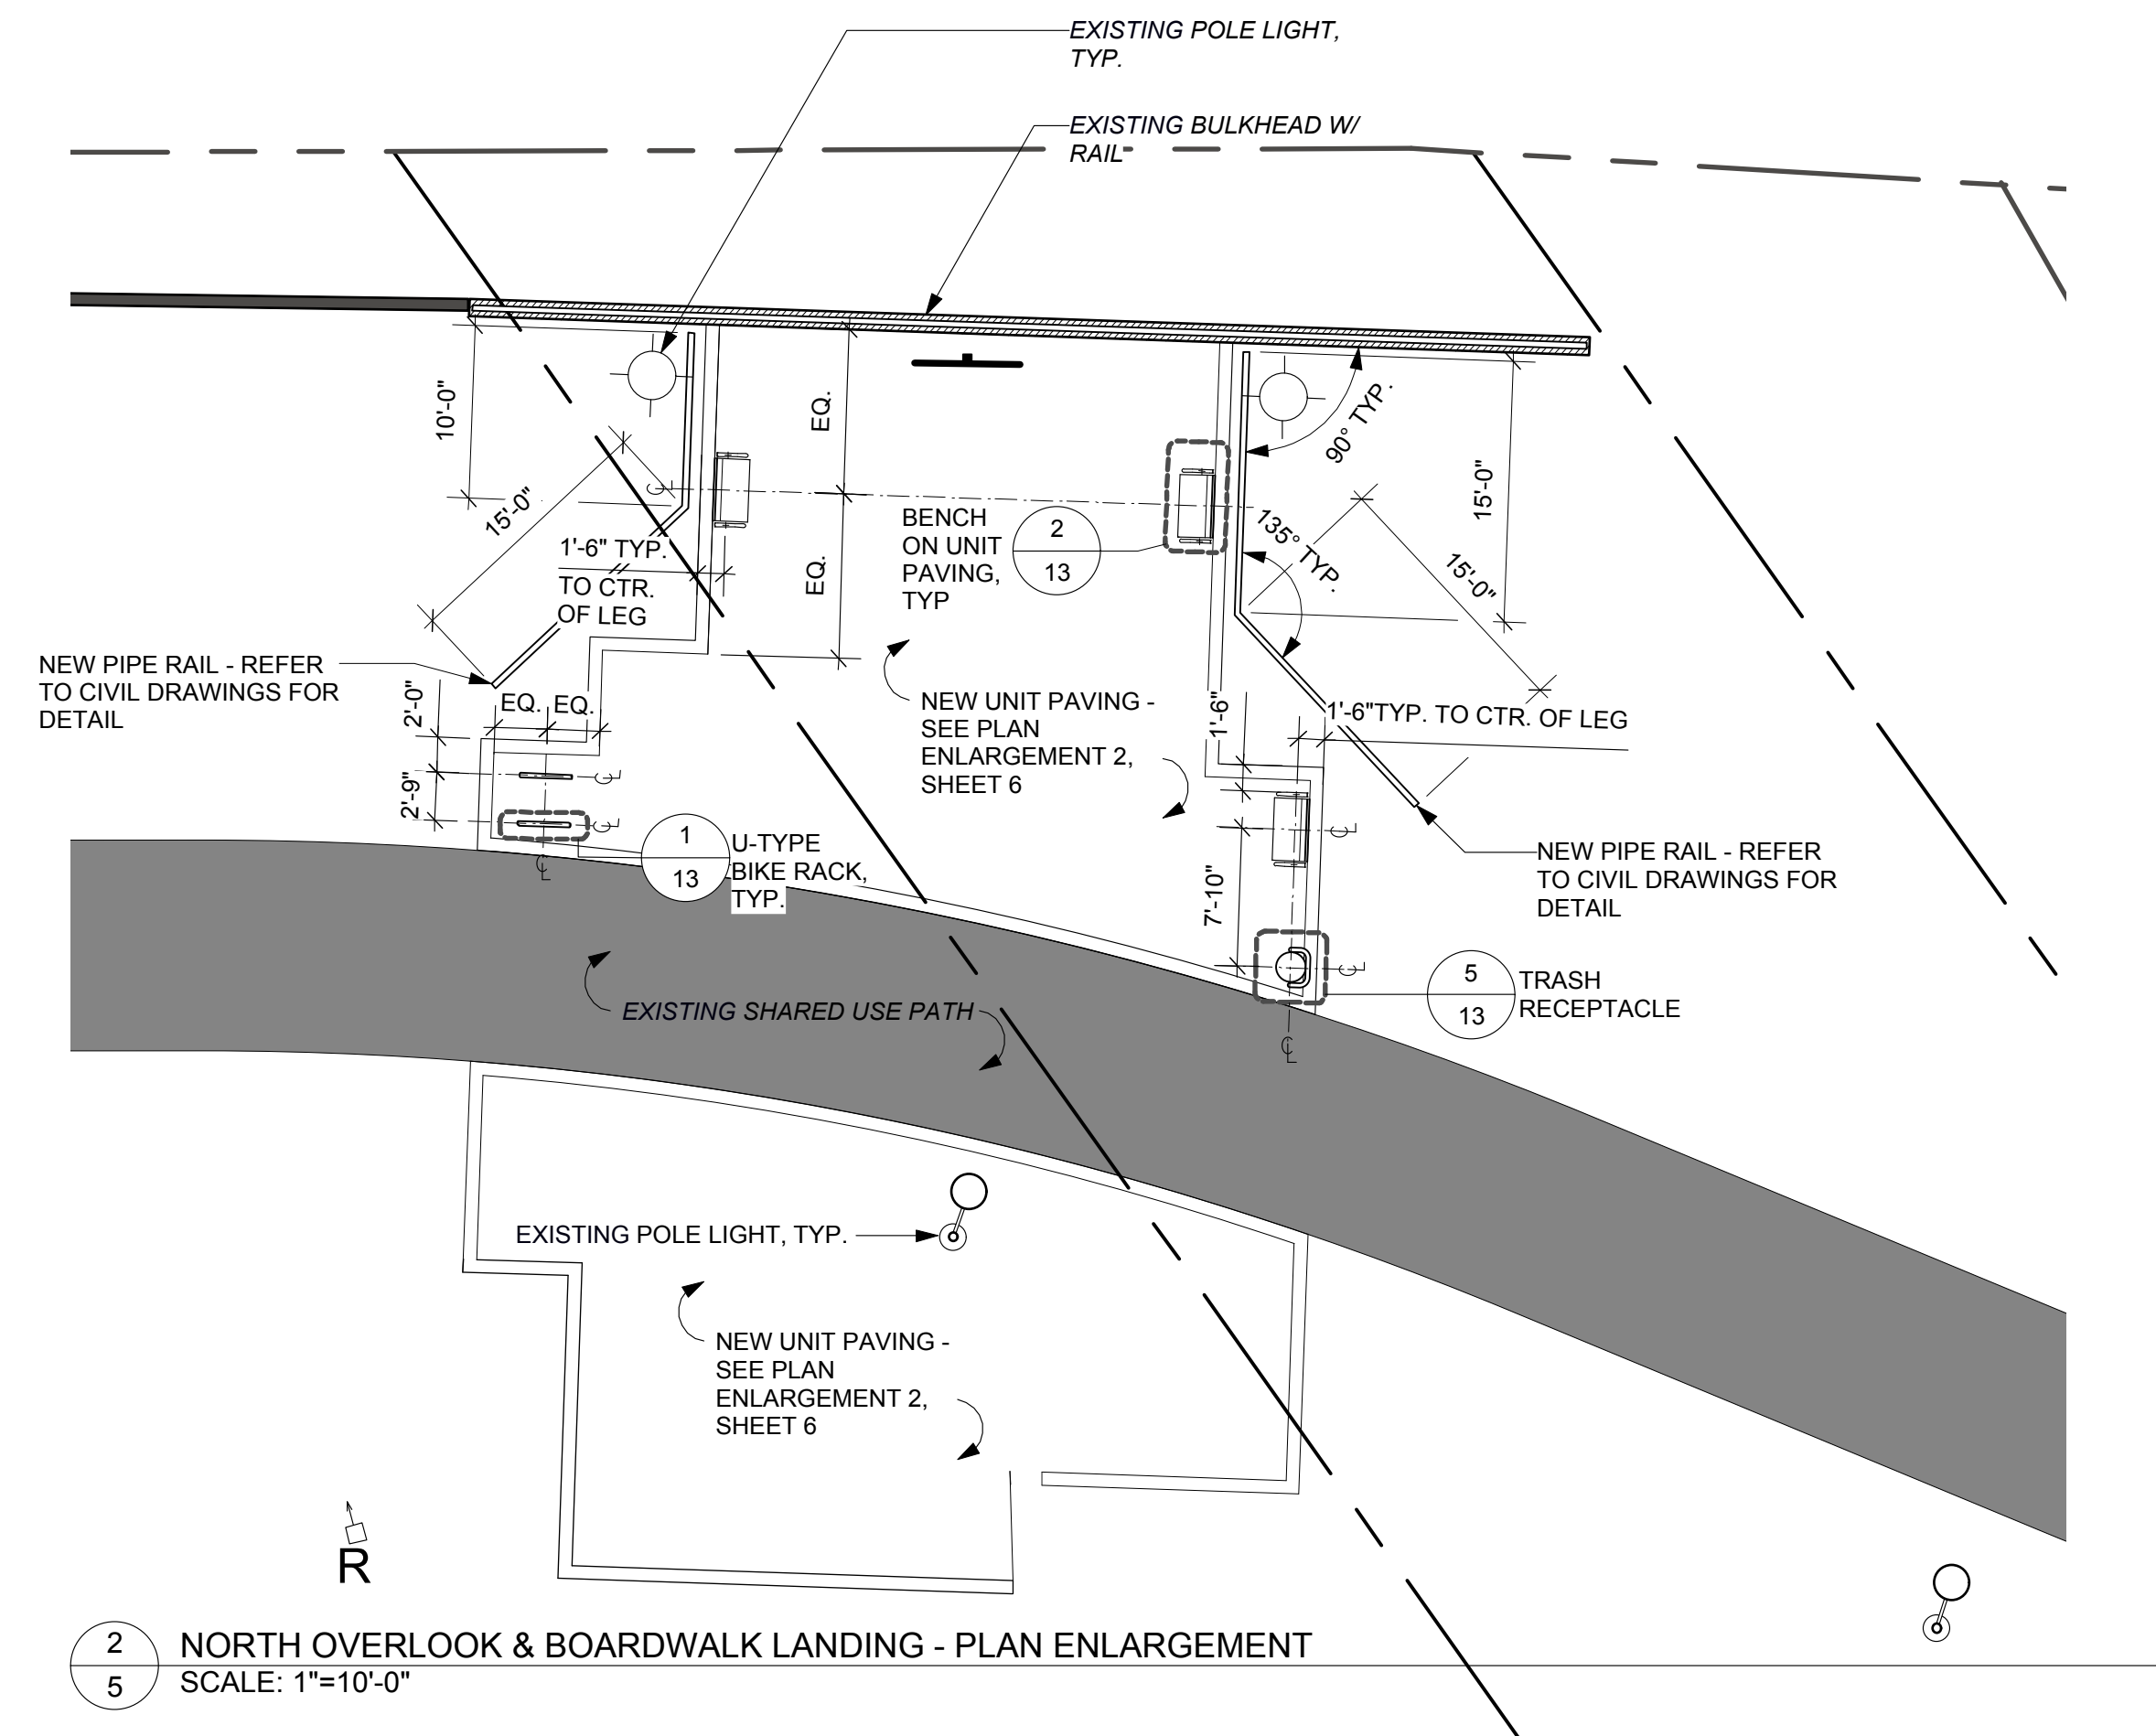 EXISTING POLE LIGHT,
TYP.
EXISTING BULKHEAD W/
RAIL
10'-0"
15'-0"
1'-6" TYP.
TO CTR.
OF LEG
EQ.
EQ.
BENCH
ON UNIT
PAVING,
TYP
2
13
90° TYP.
135° TYP.
15'-0"
15'-0"
NEW PIPE RAIL - REFER
TO CIVIL DRAWINGS FOR
DETAIL
2'-0"
EQ.
EQ.
2'-9"
NEW UNIT PAVING -
SEE PLAN
ENLARGEMENT 2,
SHEET 6
1'-6"
1'-6"TYP. TO CTR. OF LEG
1
13
U-TYPE
BIKE RACK,
TYP.
7'-10"
NEW PIPE RAIL - REFER
TO CIVIL DRAWINGS FOR
DETAIL
5
13
TRASH
RECEPTACLE
EXISTING SHARED USE PATH
EXISTING POLE LIGHT, TYP.
NEW UNIT PAVING -
SEE PLAN
ENLARGEMENT 2,
SHEET 6
R
2
5
NORTH OVERLOOK & BOARDWALK LANDING - PLAN ENLARGEMENT
SCALE: 1"=10'-0"